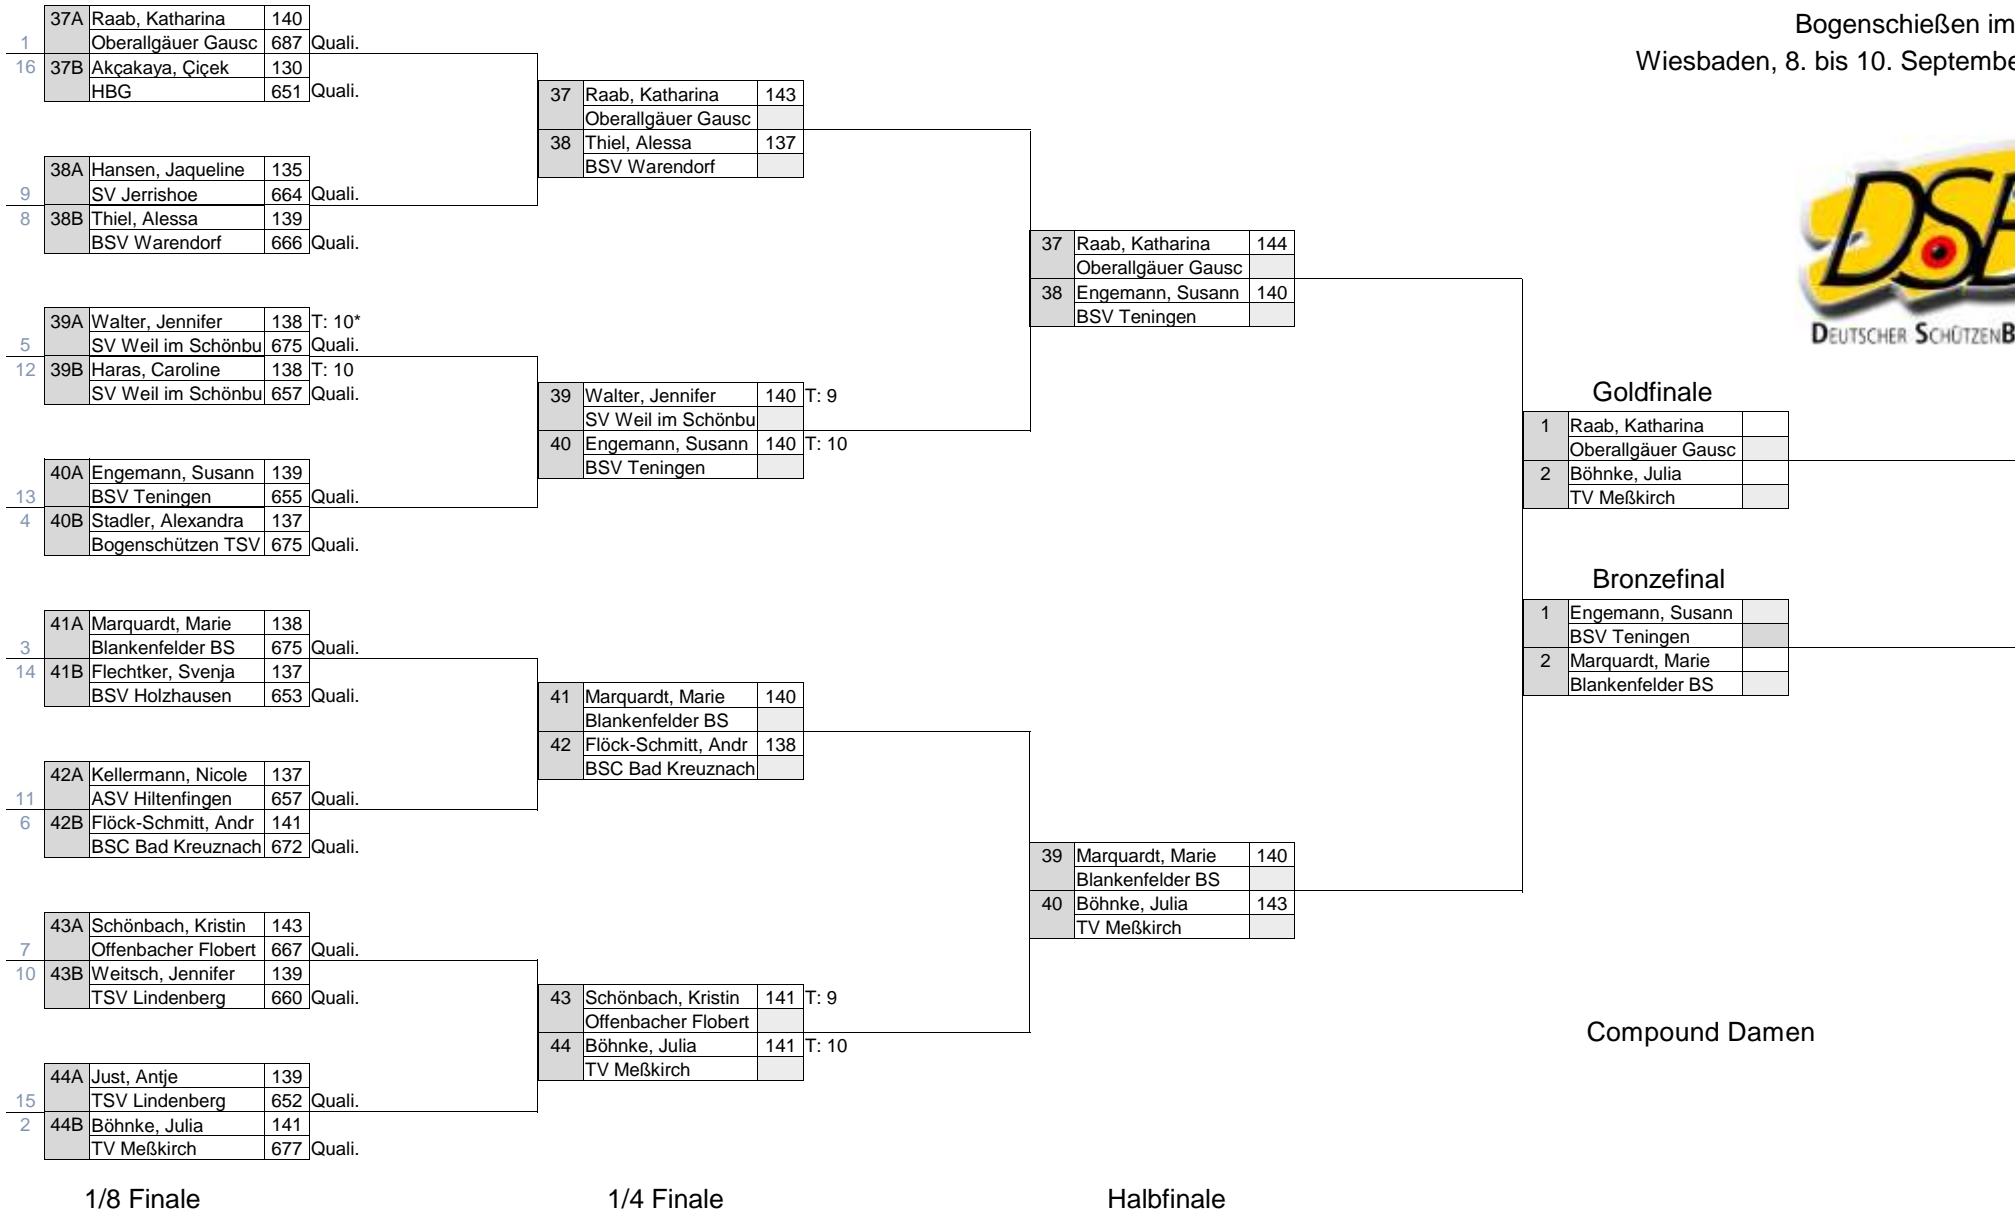 Bogenschießen im
Wiesbaden, 8. bis 10. Septembe
DSB
DEUTSCHER SCHÜTZENB
37A Raab, Katharina 140
1 Oberallgäuer Gausc 687 Quali.
16 37B Akçakaya, Çiçek 130
HBG 651 Quali.
38A Hansen, Jaqueline 135
9 SV Jerrishoe 664 Quali.
8 38B Thiel, Alessa 139
BSV Warendorf 666 Quali.
39A Walter, Jennifer 138 T: 10*
5 SV Weil im Schönbu 675 Quali.
12 39B Haras, Caroline 138 T: 10
SV Weil im Schönbu 657 Quali.
40A Engemann, Susann 139
13 BSV Teningen 655 Quali.
4 40B Stadler, Alexandra 137
Bogenschützen TSV 675 Quali.
41A Marquardt, Marie 138
3 Blankenfelder BS 675 Quali.
14 41B Flechtker, Svenja 137
BSV Holzhausen 653 Quali.
42A Kellermann, Nicole 137
11 ASV Hiltenfingen 657 Quali.
6 42B Flöck-Schmitt, Andr 141
BSC Bad Kreuznach 672 Quali.
43A Schönbach, Kristin 143
7 Offenbacher Flobert 667 Quali.
10 43B Weitsch, Jennifer 139
TSV Lindenberg 660 Quali.
44A Just, Antje 139
15 TSV Lindenberg 652 Quali.
2 44B Böhnke, Julia 141
TV Meßkirch 677 Quali.
1/8 Finale
37 Raab, Katharina 143
Oberallgäuer Gausc
38 Thiel, Alessa 137
BSV Warendorf
39 Walter, Jennifer 140 T: 9
SV Weil im Schönbu
40 Engemann, Susann 140 T: 10
BSV Teningen
41 Marquardt, Marie 140
Blankenfelder BS
42 Flöck-Schmitt, Andr 138
BSC Bad Kreuznach
43 Schönbach, Kristin 141 T: 9
Offenbacher Flobert
44 Böhnke, Julia 141 T: 10
TV Meßkirch
1/4 Finale
37 Raab, Katharina 144
Oberallgäuer Gausc
38 Engemann, Susann 140
BSV Teningen
39 Marquardt, Marie 140
Blankenfelder BS
40 Böhnke, Julia 143
TV Meßkirch
Halbfinale
Goldfinale
1 Raab, Katharina
Oberallgäuer Gausc
2 Böhnke, Julia
TV Meßkirch
Bronzefinal
1 Engemann, Susann
BSV Teningen
2 Marquardt, Marie
Blankenfelder BS
Compound Damen